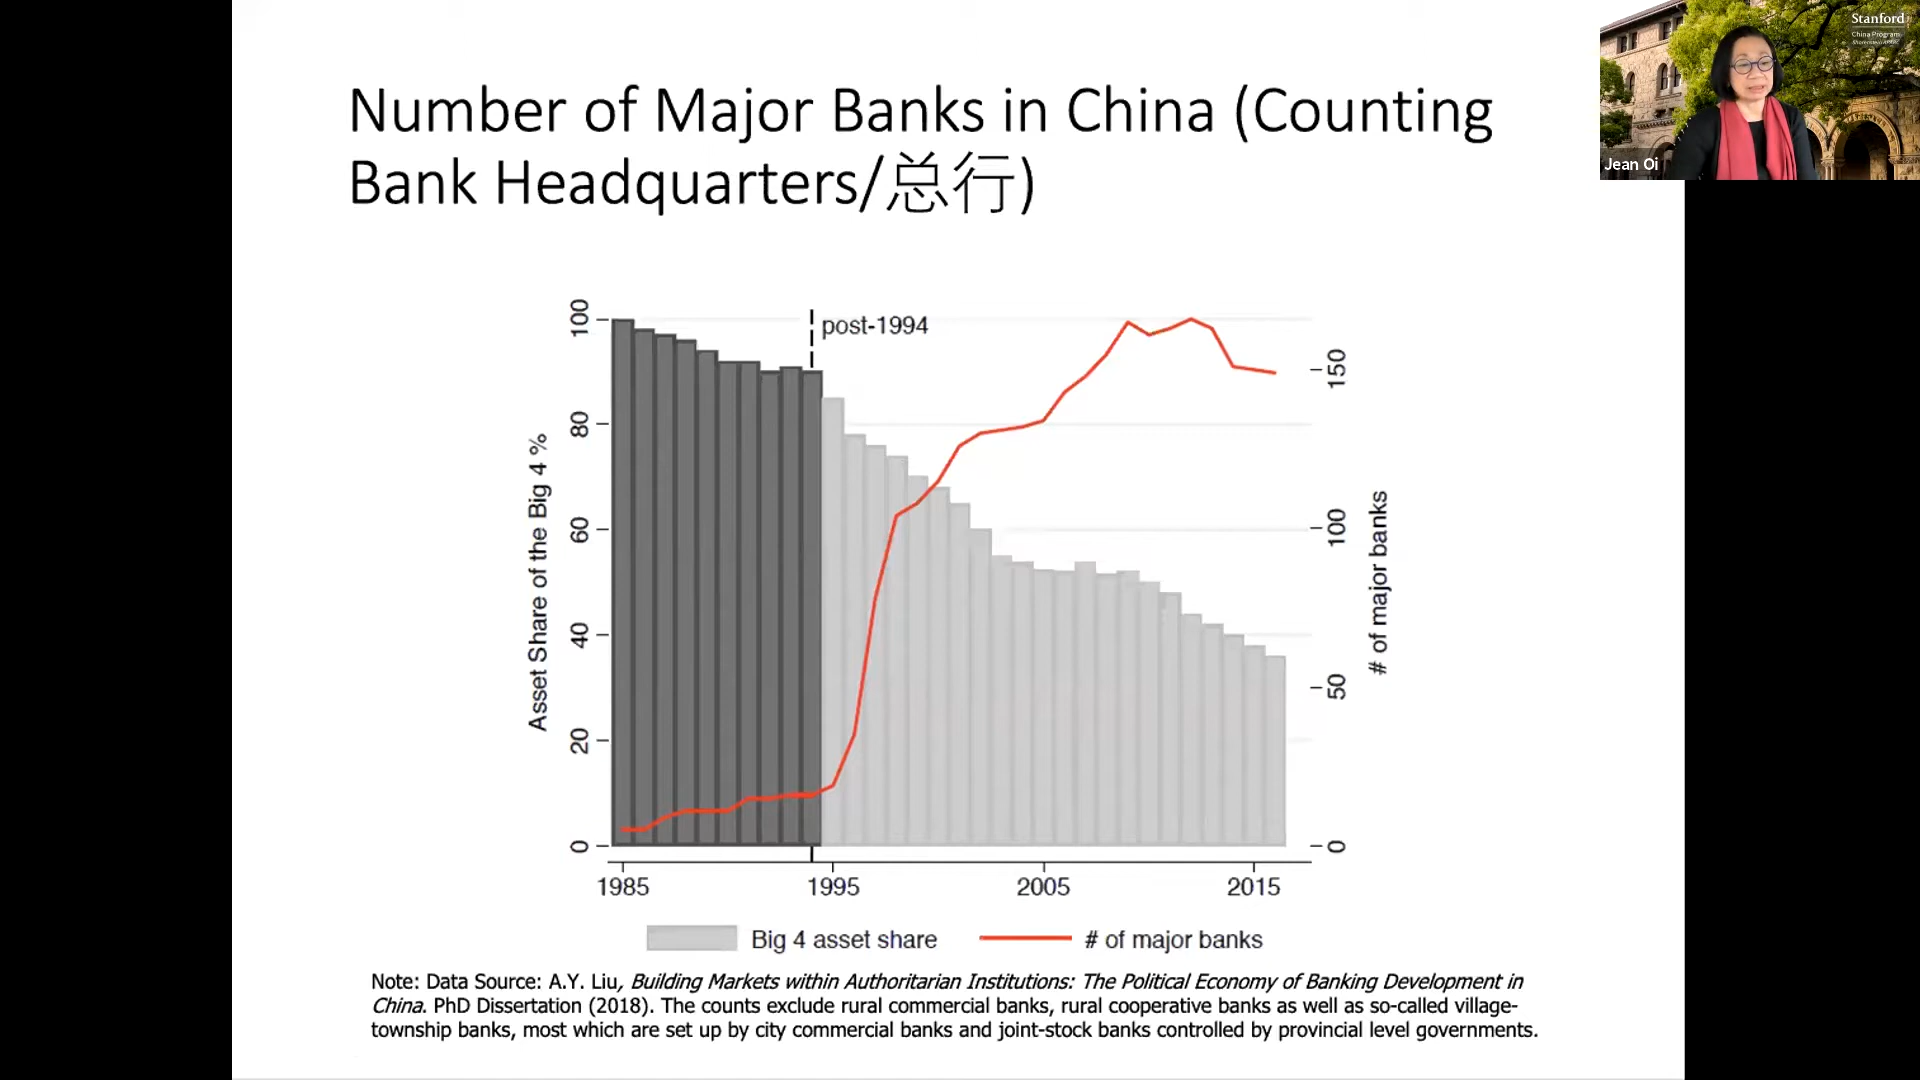 Number of Major Banks in China (Counting
Bank Headquarters/总行)
Stanford
China Program
Shorenstein APARC
Jean Oi
post-1994
Asset Share of the Big 4 %
100
80
60
40
20
0
150
100
50
0
# of major banks
1985
1995
2005
2015
Big 4 asset share
# of major banks
Note: Data Source: A.Y. Liu, Building Markets within Authoritarian Institutions: The Political Economy of Banking Development in
China. PhD Dissertation (2018). The counts exclude rural commercial banks, rural cooperative banks as well as so-called village-
township banks, most which are set up by city commercial banks and joint-stock banks controlled by provincial level governments.